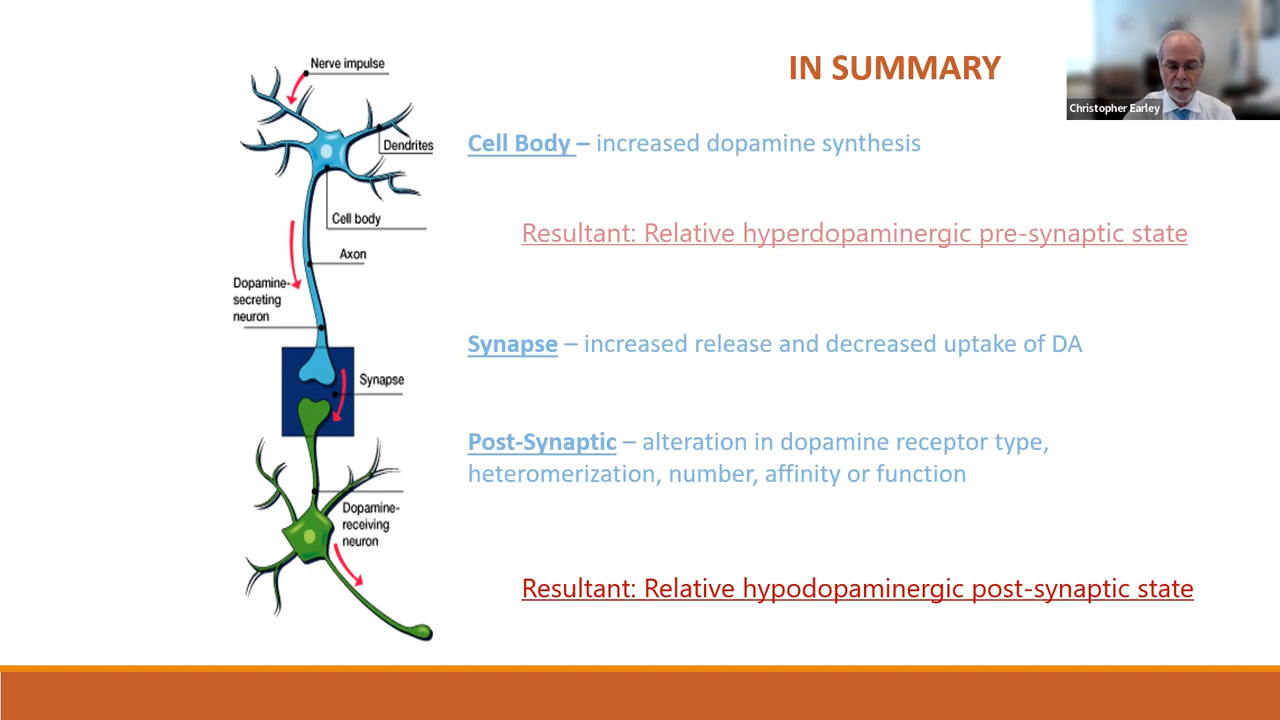 IN SUMMARY
Christopher Earley
Nerve impulse
Dendrites
Cell body
Axon
Dopamine-
secreting
neuron
Synapse
Dopamine-
receiving
neuron
Cell Body – increased dopamine synthesis
Resultant: Relative hyperdopaminergic pre-synaptic state
Synapse – increased release and decreased uptake of DA
Post-Synaptic – alteration in dopamine receptor type,
heteromerization, number, affinity or function
Resultant: Relative hypodopaminergic post-synaptic state